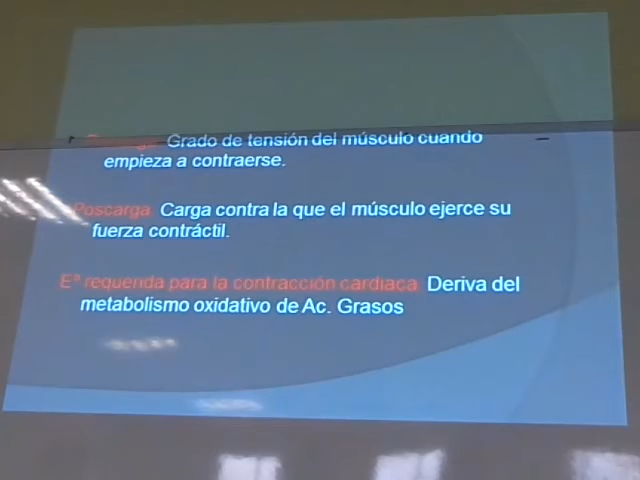 Grado de tensión del músculo cuando
empieza a contraerse.
Poscarga Carga contra la que el músculo ejerce su
fuerza contráctil.
Eª requerida para la contracción cardiaca Deriva del
metabolismo oxidativo de Ac. Grasos